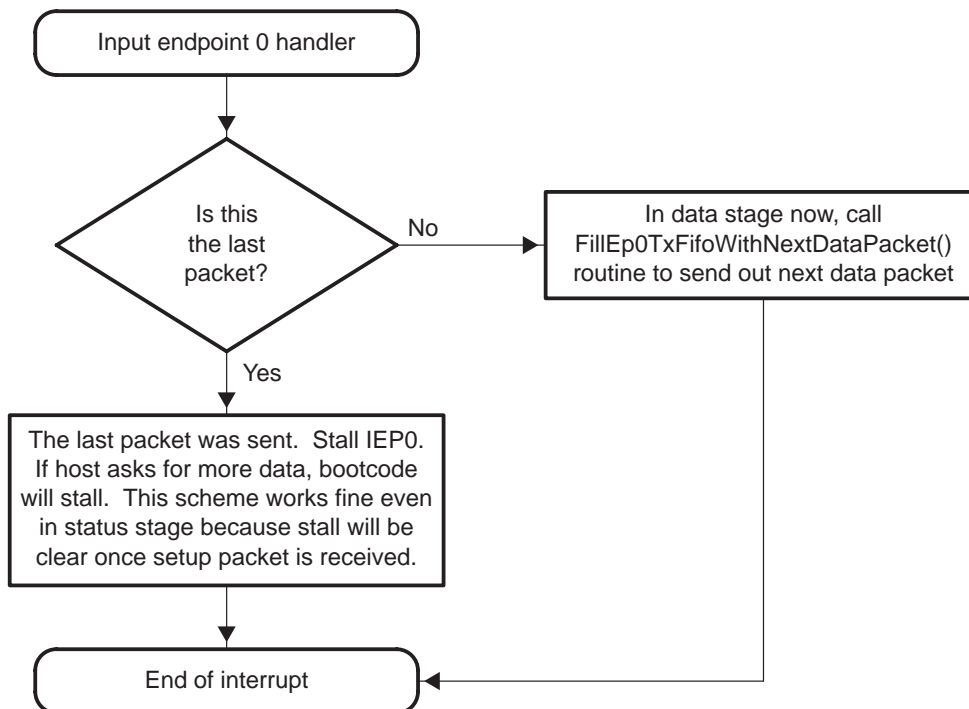 Input endpoint 0 handler
Is this
the last
packet?
No
In data stage now, call
FillEp0TxFifoWithNextDataPacket()
routine to send out next data packet
Yes
The last packet was sent.  Stall IEP0.
If host asks for more data, bootcode
will stall.  This scheme works fine even
in status stage because stall will be
clear once setup packet is received.
End of interrupt